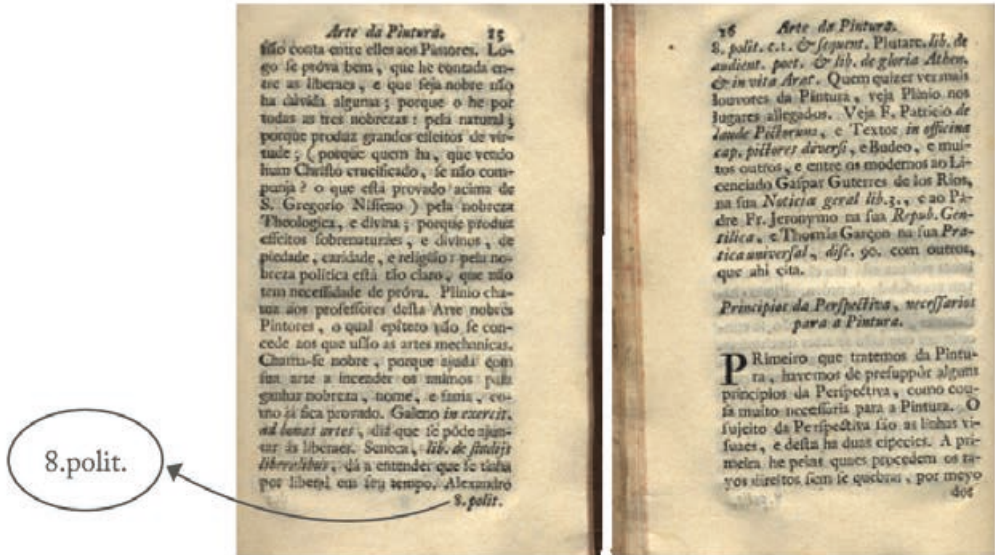 Arte da Pintura. 25
isso conta entre elles aos Pastores. Lo-
go se próva bem, que he contada en-
tre as liberaes, e que seja nobre não
ha dúvida alguma; porque o he por
todas as tres nobrezas: pela natural;
porque produz grandes effeitos de vir-
tude; (porque quem ha, que vendo
hum Christo crucificado, se não com-
punja? o que está provado acima de
S. Gregorio Nisseno) pela nobreza
Theologica, e divina; porque produz
effeitos sobrenaturáes, e divinos, de
piedade, caridade, e religião: pela no-
breza politica está tão claro, que não
tem necessidade de próva. Plinio cha-
ma aos professores desta Arte nobres
Pintores, o qual epíteto não se con-
cede aos que usão as artes mechanicas.
Chama-se nobre, porque ajuda com
sua arte a incender os animos para
ganhar nobreza, nome, e fama, co-
mo já fica provado. Galeno in exercit.
ad bonas artes, diz que se póde ajun-
tar ás liberaes. Seneca, lib. de studijs
liberalibus, dá a entender que se tinha
por liberal em seu tempo. Alexandro
8. polit.
8.polit.
26 Arte da Pintura.
8. polit. c.1. & sequent. Plutarc. lib. de
audient. poet. & lib. de gloria Athen.
& in vita Arat. Quem quizer ver mais
louvores da Pintura, veja Plinio nos
lugares allegados. Veja F. Patricio de
laude Pictorum, e Textor in officina
cap. pictores diversi, e Budeo, e mui-
tos outros, e entre os modernos ao Li-
cenciado Gaspar Guterres de los Rios,
na sua Noticia geral lib.3., e ao Pa-
dre Fr. Jeronymo na sua Repub. Gen-
tilica, e Thomás Garçon na sua Pra-
tica universal, disc. 90. com outros,
que ahi cita.
Principios da Perspectiva, necessarios
para a Pintura.
PRimeiro que tratemos da Pintu-
ra, havemos de presuppôr alguns
principios da Perspectiva, como cou-
sa muito necessaria para a Pintura. O
sujeito da Perspectiva são as linhas vi-
suaes, e desta ha duas especies. A pri-
meira he pelas quaes procedem os ra-
yos direitos sem se quebrar, por meyo
dos